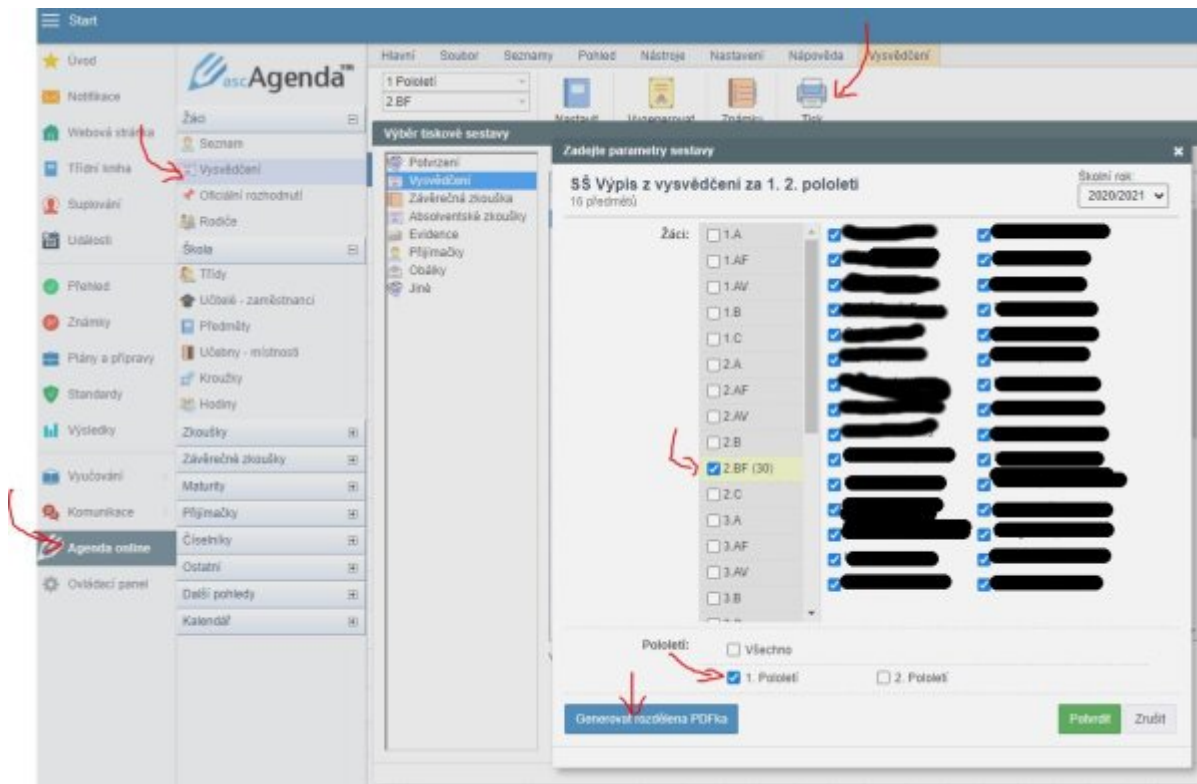 Start
Úvod
Notifikace
Webová stránka
Třídní kniha
Suplování
Události
Přehled
Známky
Plány a přípravy
Standardy
Výsledky
Vyučování
Komunikace
Agenda online
Ovládací panel
ascAgenda™
Žáci
Seznam
Vysvědčení
Oficiální rozhodnutí
Rodiče
Škola
Třídy
Učitelé - zaměstnanci
Předměty
Učebny - místnosti
Kroužky
Hodiny
Zkoušky
Závěrečné zkoušky
Maturity
Přijímačky
Číselníky
Ostatní
Další pohledy
Kalendář
Hlavní Soubor Seznamy Pohled Nástroje Nastavení Nápověda Vysvědčení
1 Pololetí
2.BF
Nastavit Vygenerovat Známky Tisk
Výběr tiskové sestavy
Potvrzení
Vysvědčení
Závěrečná zkouška
Absolventské zkoušky
Evidence
Přijímačky
Obálky
Jiné
Zadejte parametry sestavy
SŠ Výpis z vysvědčení za 1. 2. pololetí
16 předmětů
Školní rok:
2020/2021
Žáci:
1.A
1.AF
1.AV
1.B
1.C
2.A
2.AF
2.AV
2.B
2.BF (30)
2.C
3.A
3.AF
3.AV
3.B
Pololetí:
Všechno
1. Pololetí 2. Pololetí
Generovat rozdělena PDFka
Potvrdit Zrušit